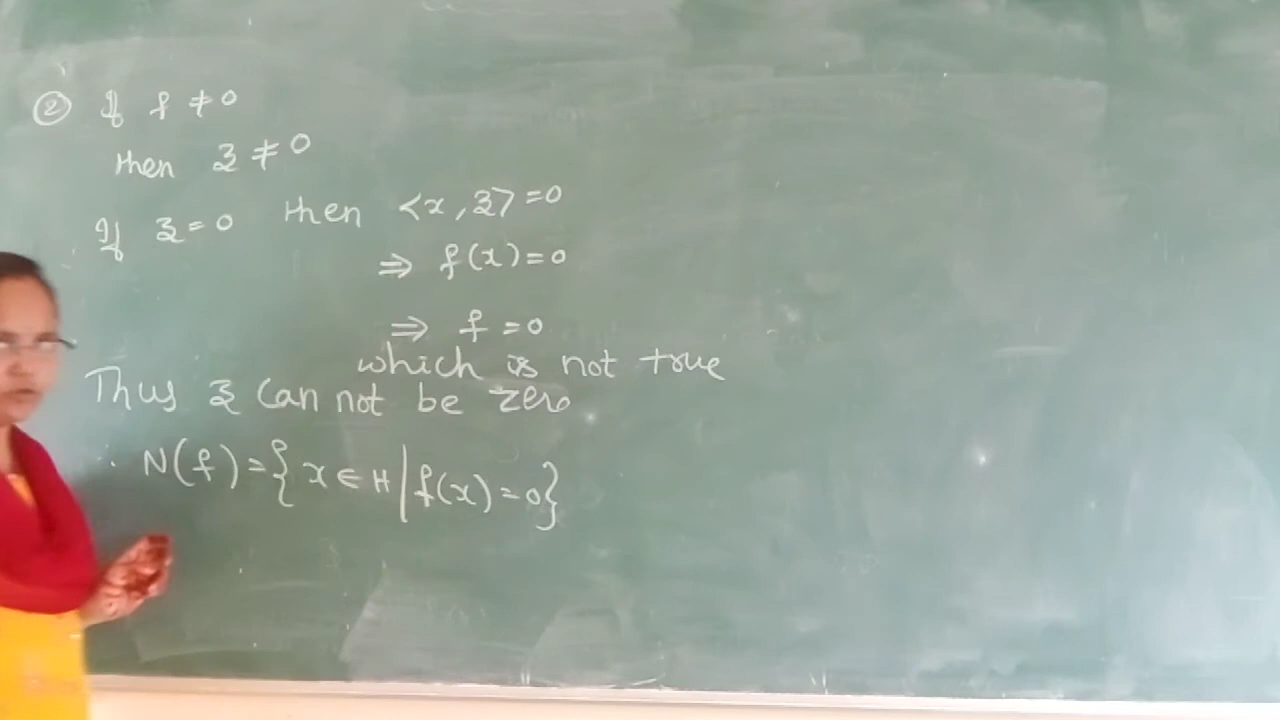 ② If f ≠ 0
then z ≠ 0
If z = 0 then <x, z> = 0
⇒ f(x) = 0
⇒ f = 0
which is not true
Thus z can not be zero
∴ N(f) = { x ∈ H | f(x) = 0 }